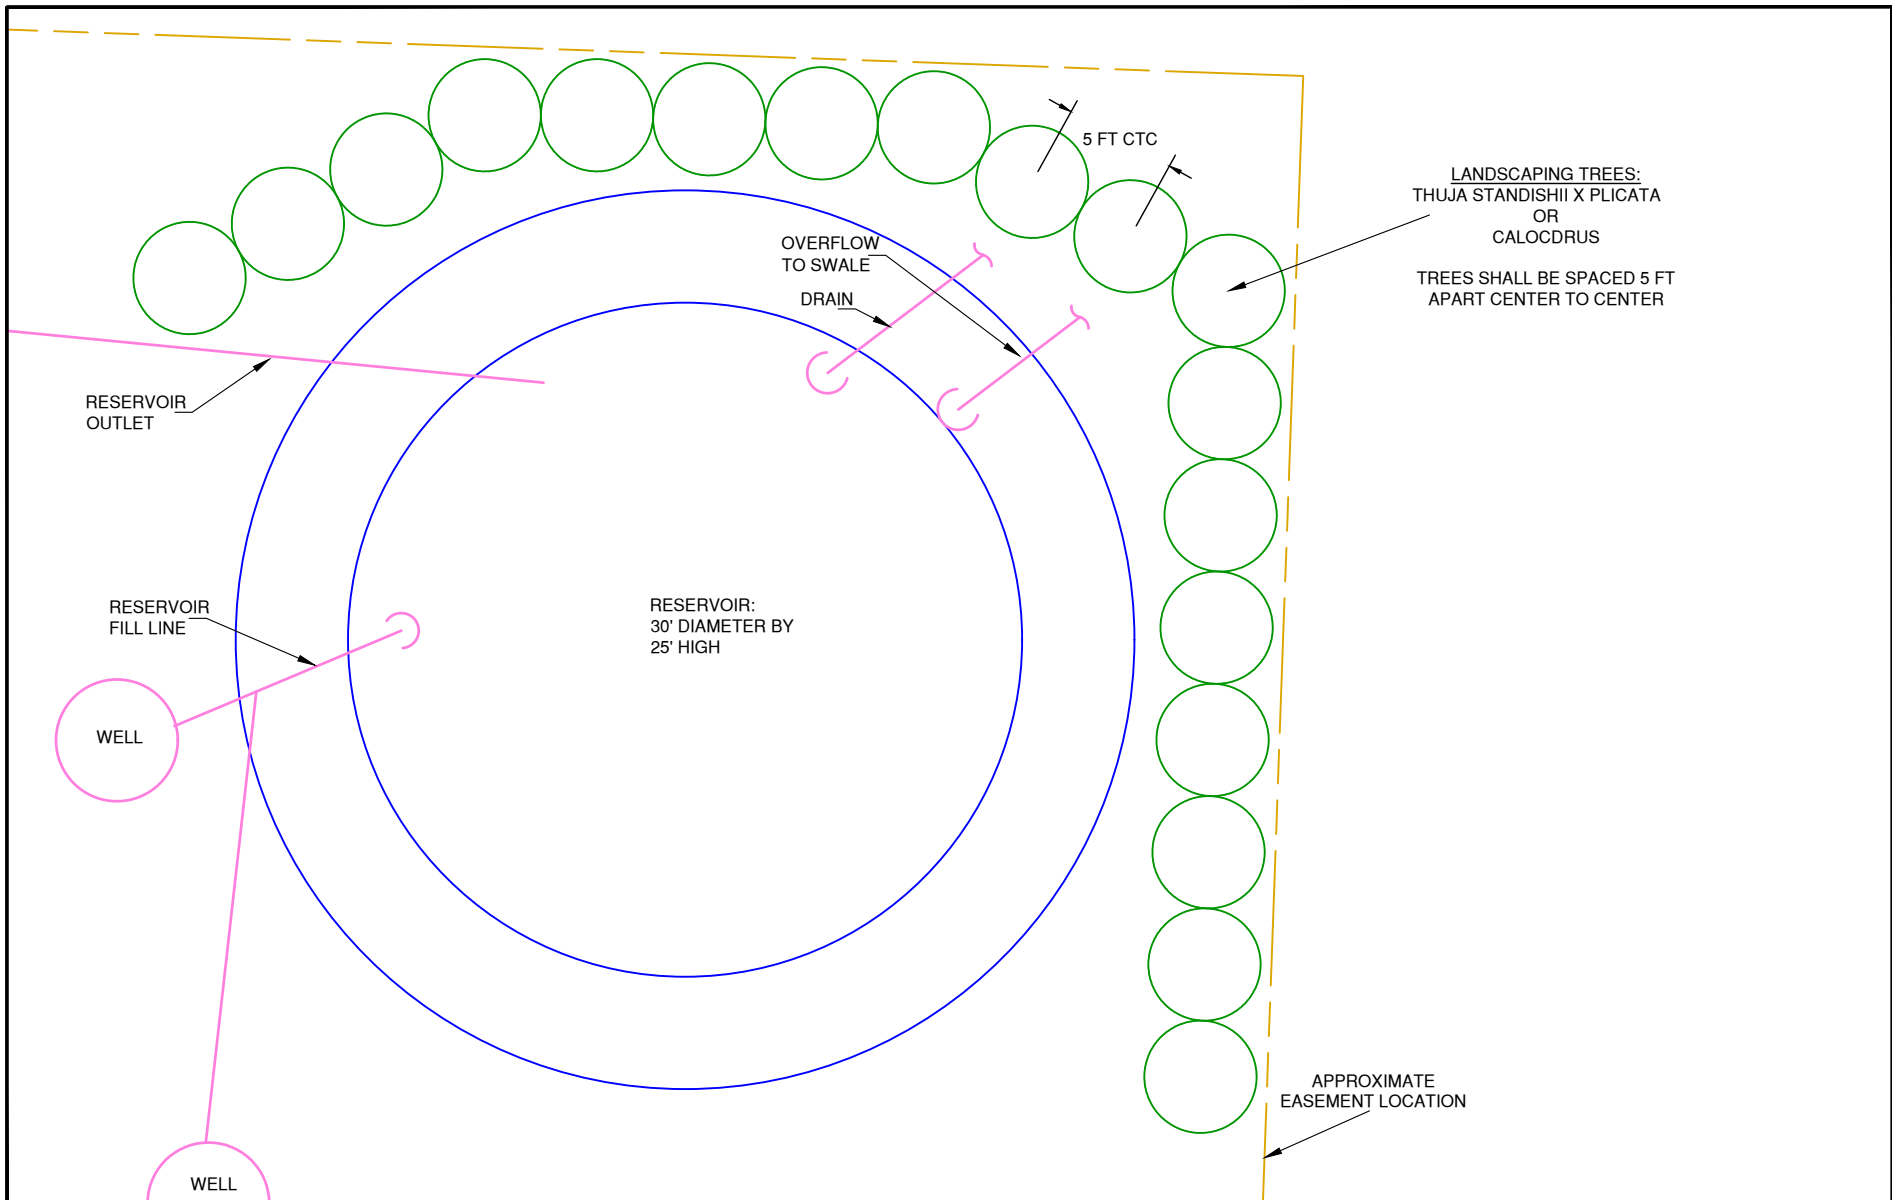 5 FT CTC
LANDSCAPING TREES:
THUJA STANDISHII X PLICATA
OR
CALOCDRUS
TREES SHALL BE SPACED 5 FT
APART CENTER TO CENTER
OVERFLOW
TO SWALE
DRAIN
RESERVOIR
OUTLET
RESERVOIR
FILL LINE
RESERVOIR:
30' DIAMETER BY
25' HIGH
WELL
APPROXIMATE
EASEMENT LOCATION
WELL